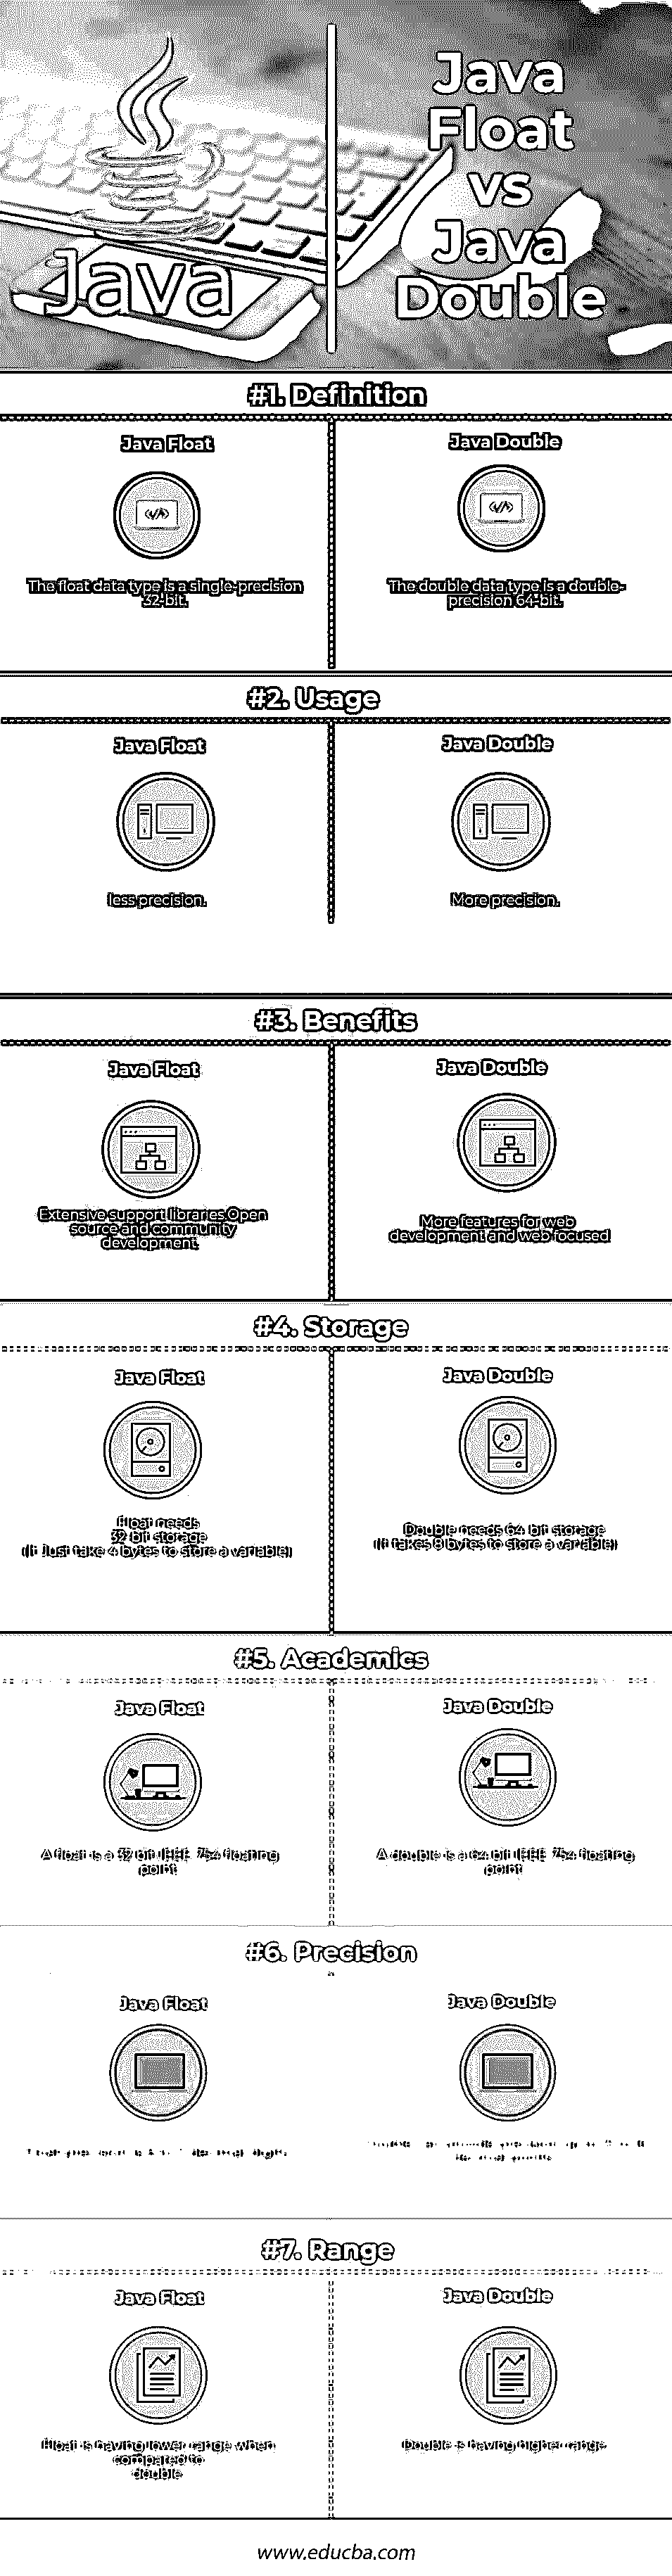 Java
Java
Float
vs
Java
Double
#1. Definition
Java Float
Java Double
The float data type is a single-precision
32-bit.
The double data type is a double-
precision 64-bit.
#2. Usage
Java Float
Java Double
less precision.
More precision.
#3. Benefits
Java Float
Java Double
Extensive support libraries.Open
source and community
development.
More features for web
development and web focused
#4. Storage
Java Float
Java Double
Float needs
32 bit storage
(It Just take 4 bytes to store a variable)
Double needs 64 bit storage
(It takes 8 bytes to store a variable)
#5. Academics
Java Float
Java Double
A float is a 32 bit IEEE 754 floating
point
A double is a 64 bit IEEE 754 floating
point
#6. Precision
Java Float
Java Double
#7. Range
Java Float
Java Double
Float is having lower range when
compared to
double
Double is having higher range
www.educba.com